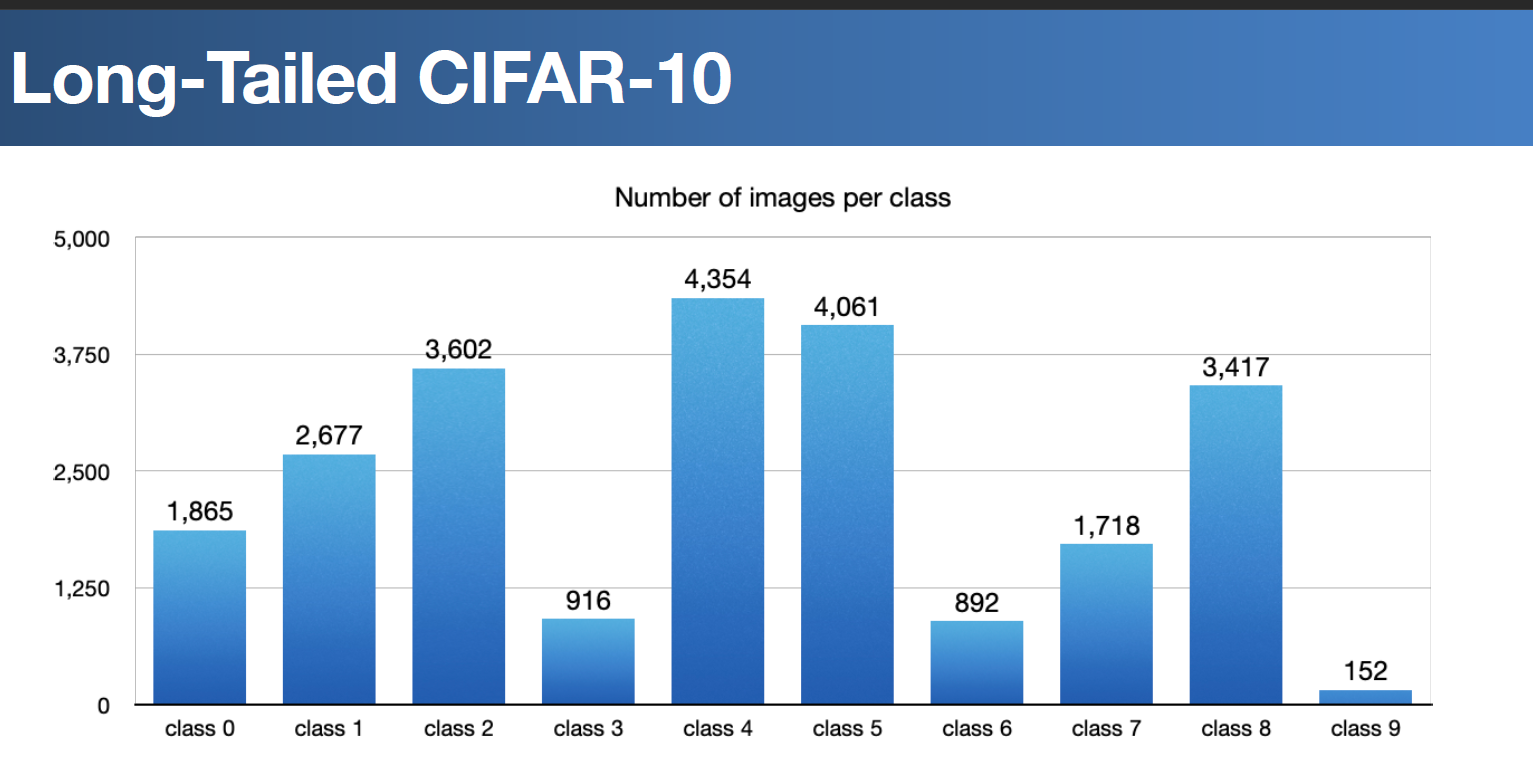 Long-Tailed CIFAR-10
Number of images per class
5,000
3,750
2,500
1,250
0
1,865
2,677
3,602
916
4,354
4,061
892
1,718
3,417
152
class 0
class 1
class 2
class 3
class 4
class 5
class 6
class 7
class 8
class 9